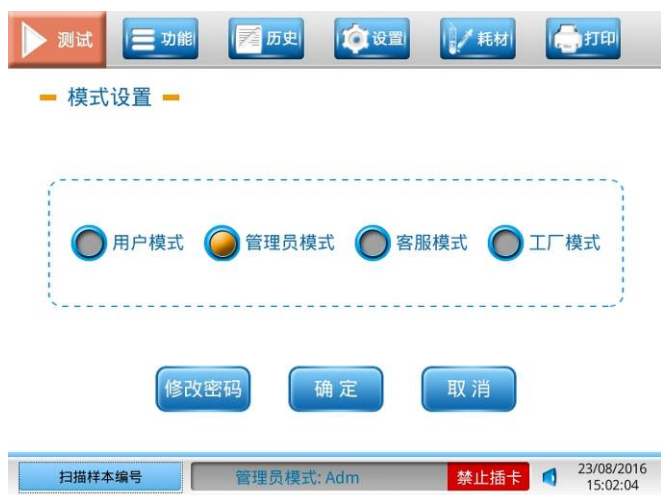 测试 功能 历史 设置 耗材 打印
模式设置
用户模式 管理员模式 客服模式 工厂模式
修改密码 确定 取消
扫描样本编号 管理员模式: Adm 禁止插卡 23/08/2016
15:02:04